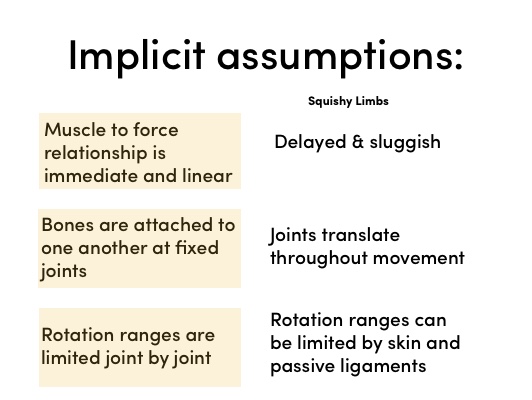 Implicit assumptions:
Squishy Limbs
Muscle to force
relationship is
immediate and linear
Delayed & sluggish
Bones are attached to
one another at fixed
joints
Joints translate
throughout movement
Rotation ranges are
limited joint by joint
Rotation ranges can
be limited by skin and
passive ligaments